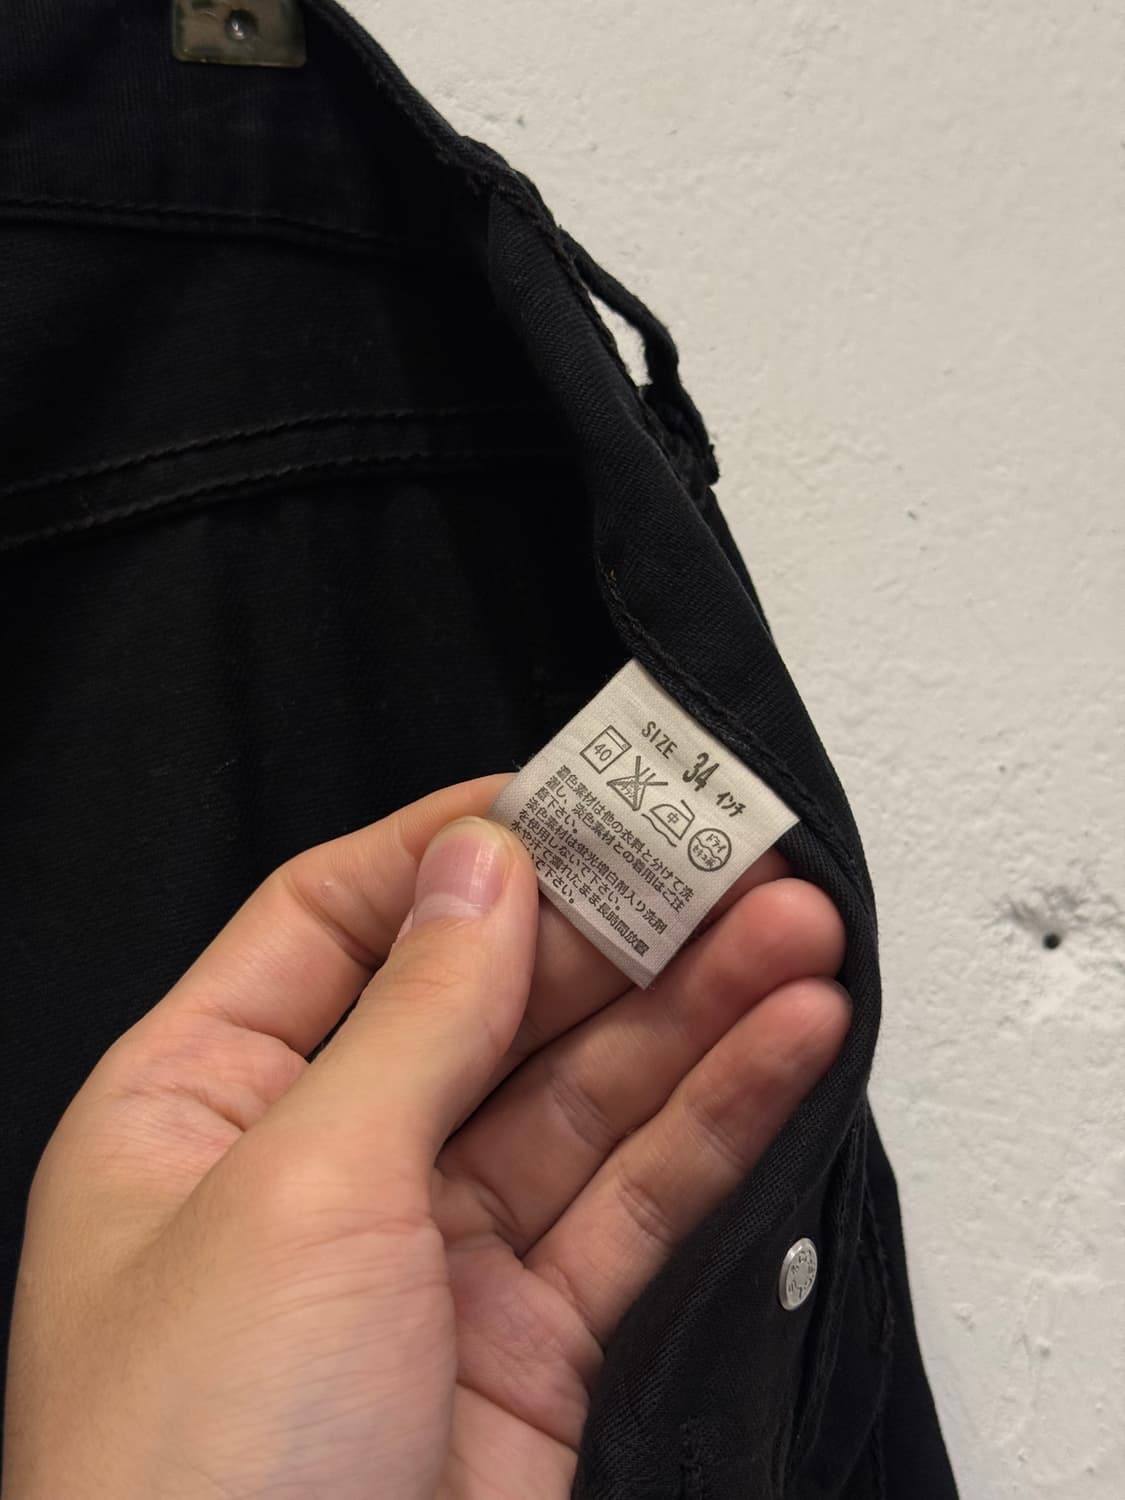 SIZE 34 インチ
40 中 ドライ セキユ系
濃色素材は他の衣料と分けて洗
濯し、淡色素材との着用はご注
意下さい。
淡色素材は蛍光増白剤入り洗剤
を使用しないで下さい。
水や汗で濡れたまま長時間放置
いで下さい。